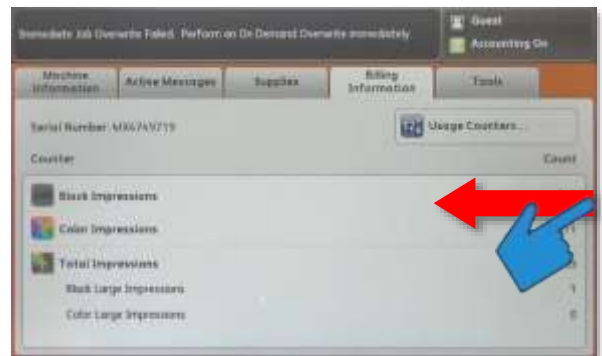 Immediate Job Overwrite Failed. Perform an On Demand Overwrite immediately
Guest
Accounting On
Machine Information
Active Messages
Supplies
Billing Information
Tools
Serial Number:
Usage Counters...
Counter
Count
Black Impressions
Color Impressions
Total Impressions
Black Large Impressions
1
Color Large Impressions
0